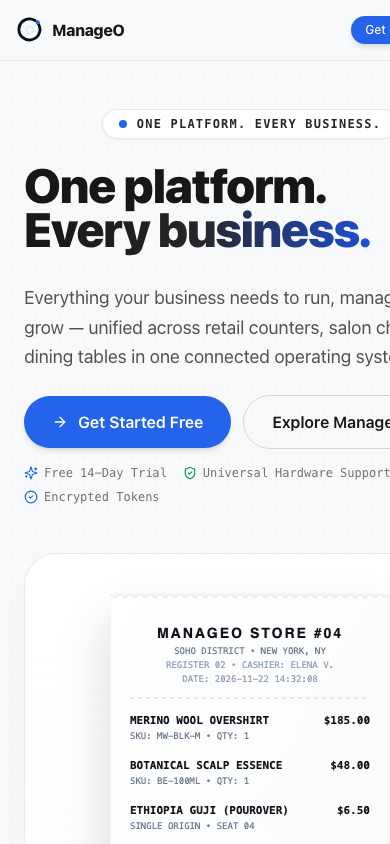 ManageO
Get
ONE PLATFORM. EVERY BUSINESS.
One platform.
Every business.
Everything your business needs to run, manag
grow — unified across retail counters, salon ch
dining tables in one connected operating syst
Get Started Free
Explore Manage
Free 14-Day Trial
Universal Hardware Support
Encrypted Tokens
MANAGEO STORE #04
SOHO DISTRICT • NEW YORK, NY
REGISTER 02 • CASHIER: ELENA V.
DATE: 2026-11-22 14:32:08
MERINO WOOL OVERSHIRT $185.00
SKU: MW-BLK-M • QTY: 1
BOTANICAL SCALP ESSENCE $48.00
SKU: BE-100ML • QTY: 1
ETHIOPIA GUJI (POUROVER) $6.50
SINGLE ORIGIN • SEAT 04